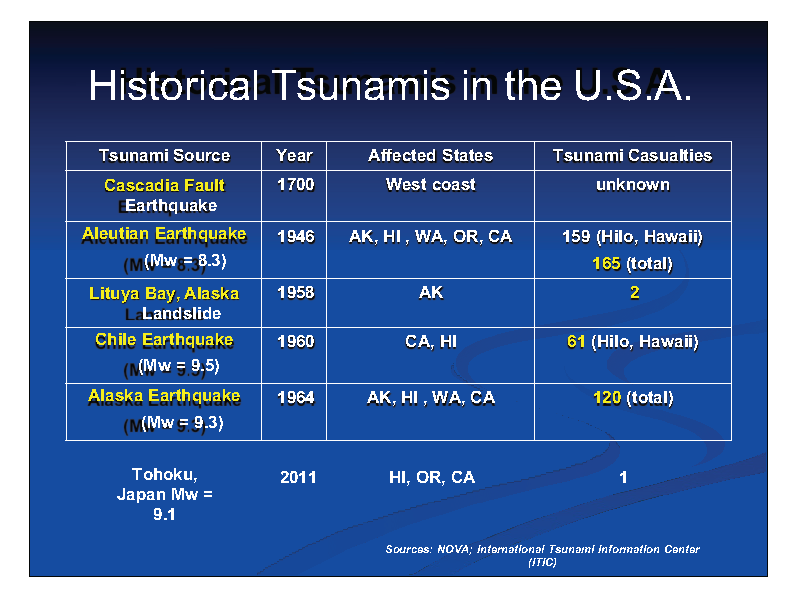 Historical Tsunamis in the U.S.A.
Tsunami Source Year Affected States Tsunami Casualties
Cascadia Fault 1700 West coast unknown
Earthquake
Aleutian Earthquake 1946 AK, HI , WA, OR, CA 159 (Hilo, Hawaii)
(Mw = 8.3) 165 (total)
Lituya Bay, Alaska 1958 AK 2
Landslide
Chile Earthquake 1960 CA, HI 61 (Hilo, Hawaii)
(Mw = 9.5)
Alaska Earthquake 1964 AK, HI , WA, CA 120 (total)
(Mw = 9.3)
Tohoku, 2011 HI, OR, CA 1
Japan Mw =
9.1
Sources: NOVA; International Tsunami Information Center
(ITIC)